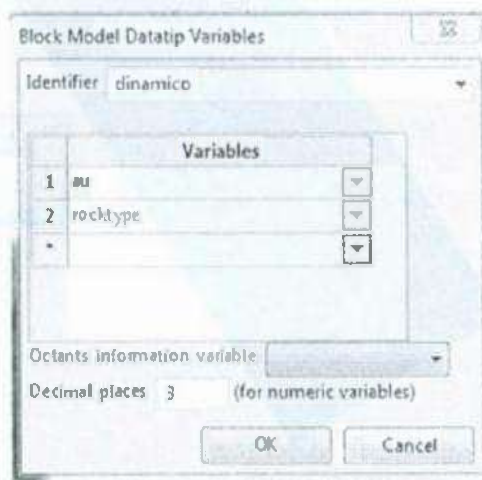 Block Model Datatip Variables
Identifier dinamico
Variables
1 au
2 rocktype
*
Octants information variable
Decimal places 3 (for numeric variables)
OK Cancel